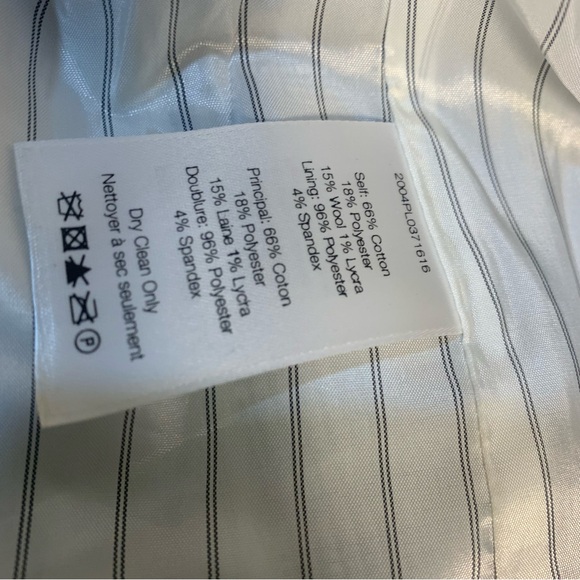 2004PL0371616
Self: 66% Cotton
18% Polyester
15% Wool 1% Lycra
Lining: 96% Polyester
4% Spandex
Principal: 66% Coton
18% Polyester
15% Laine 1% Lycra
Doublure: 96% Polyester
4% Spandex
Dry Clean Only
Nettoyer à sec seulement
P